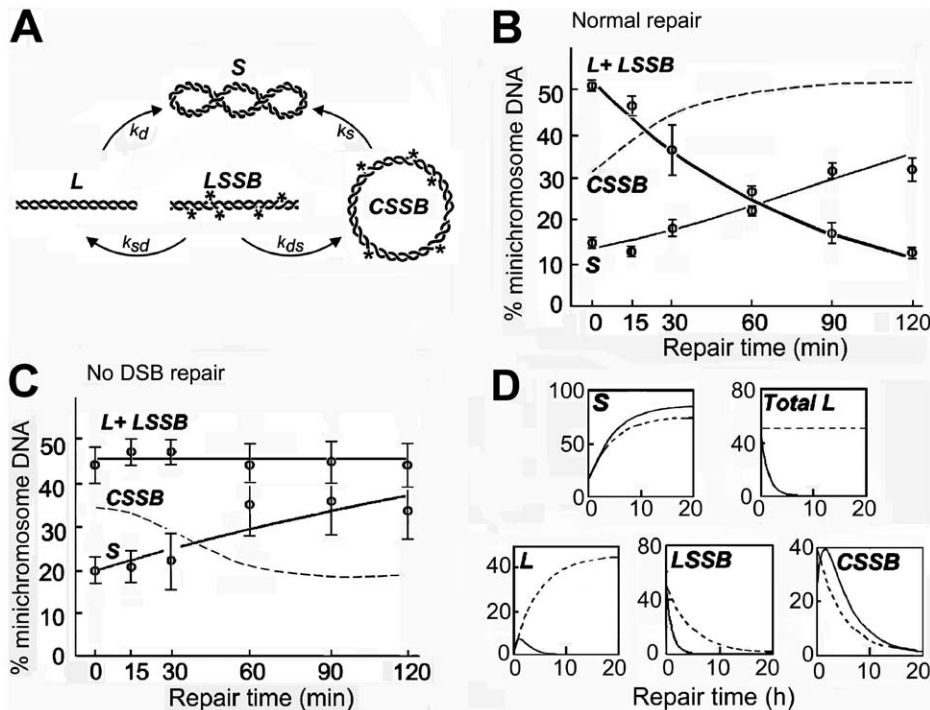 A
S
k_d
k_s
L
LSSB
CSSB
k_sd
k_ds
B
Normal repair
% minichromosome DNA
50
40
30
20
10
0
L+ LSSB
CSSB
S
0 15 30 60 90 120
Repair time (min)
C
No DSB repair
% minichromosome DNA
50
40
30
20
10
0
L+ LSSB
CSSB
S
0 15 30 60 90 120
Repair time (min)
D
100
50
0
S
0 10 20
80
40
0
Total L
0 10 20
40
20
0
L
0 10 20
80
40
0
LSSB
0 10 20
40
20
0
CSSB
0 10 20
Repair time (h)